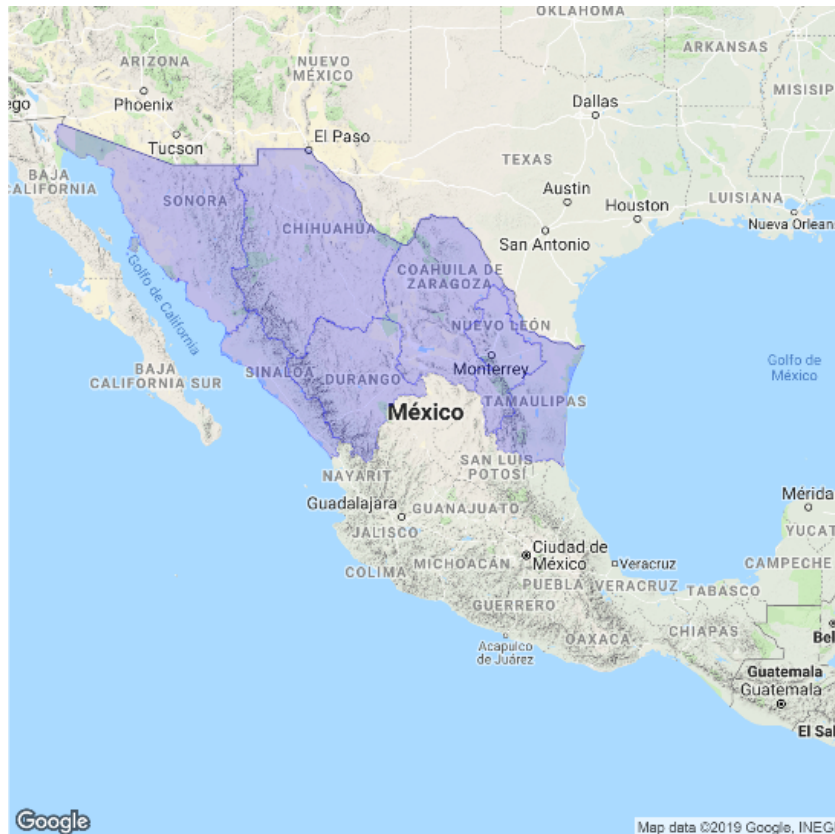 OKLAHOMA
ARIZONA
NUEVO
MÉXICO
ARKANSAS
MISISIP
ego
Phoenix
Dallas
Tucson
El Paso
TEXAS
BAJA
CALIFORNIA
SONORA
Austin
LUISIANA
Houston
CHIHUAHUA
San Antonio
Nueva Orlean
COAHUILA DE
ZARAGOZA
Golfo de California
NUEVO LEÓN
Golfo de
México
BAJA
CALIFORNIA SUR
SINALOA
DURANGO
Monterrey
TAMAULIPAS
México
SAN LUIS
POTOSÍ
NAYARIT
Mérida
Guadalajara
GUANAJUATO
YUCAT
JALISCO
Ciudad de
México
MICHOACÁN
Veracruz
CAMPECHE
COLIMA
PUEBLA
VERACRUZ
TABASCO
GUERRERO
OAXACA
CHIAPAS
Bel
Acapulco
de Juárez
Guatemala
Guatemala
El Sal
Google
Map data ©2019 Google, INEG